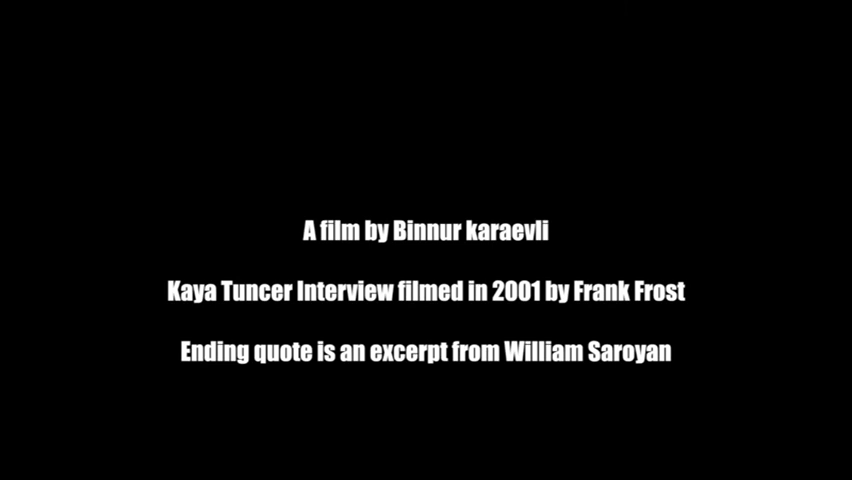 A film by Binnur karaevli
Kaya Tuncer Interview filmed in 2001 by Frank Frost
Ending quote is an excerpt from William Saroyan